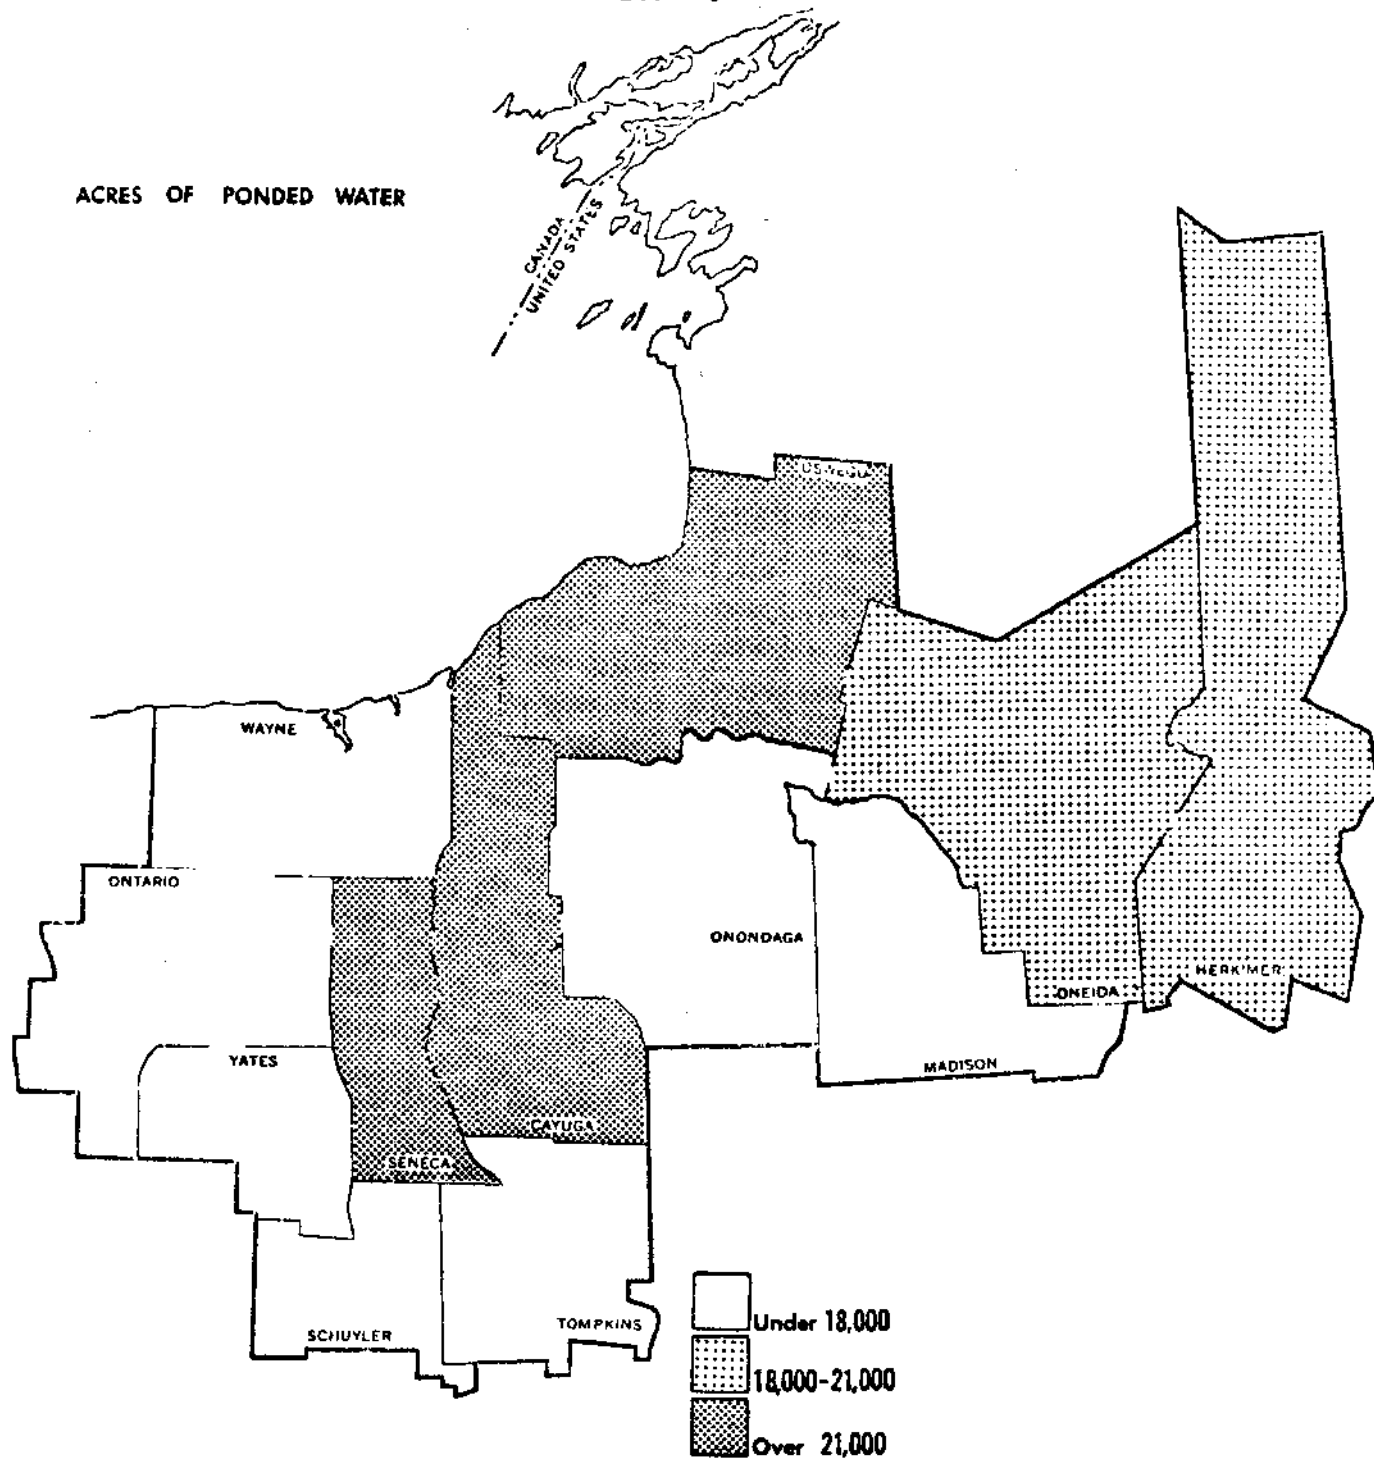 ACRES OF PONDED WATER
CANADA
UNITED STATES
OSWEGO
WAYNE
ONTARIO
ONONDAGA
HERKIMER
ONEIDA
YATES
MADISON
CAYUGA
SENECA
TOMPKINS
SCHUYLER
Under 18,000
18,000-21,000
Over 21,000